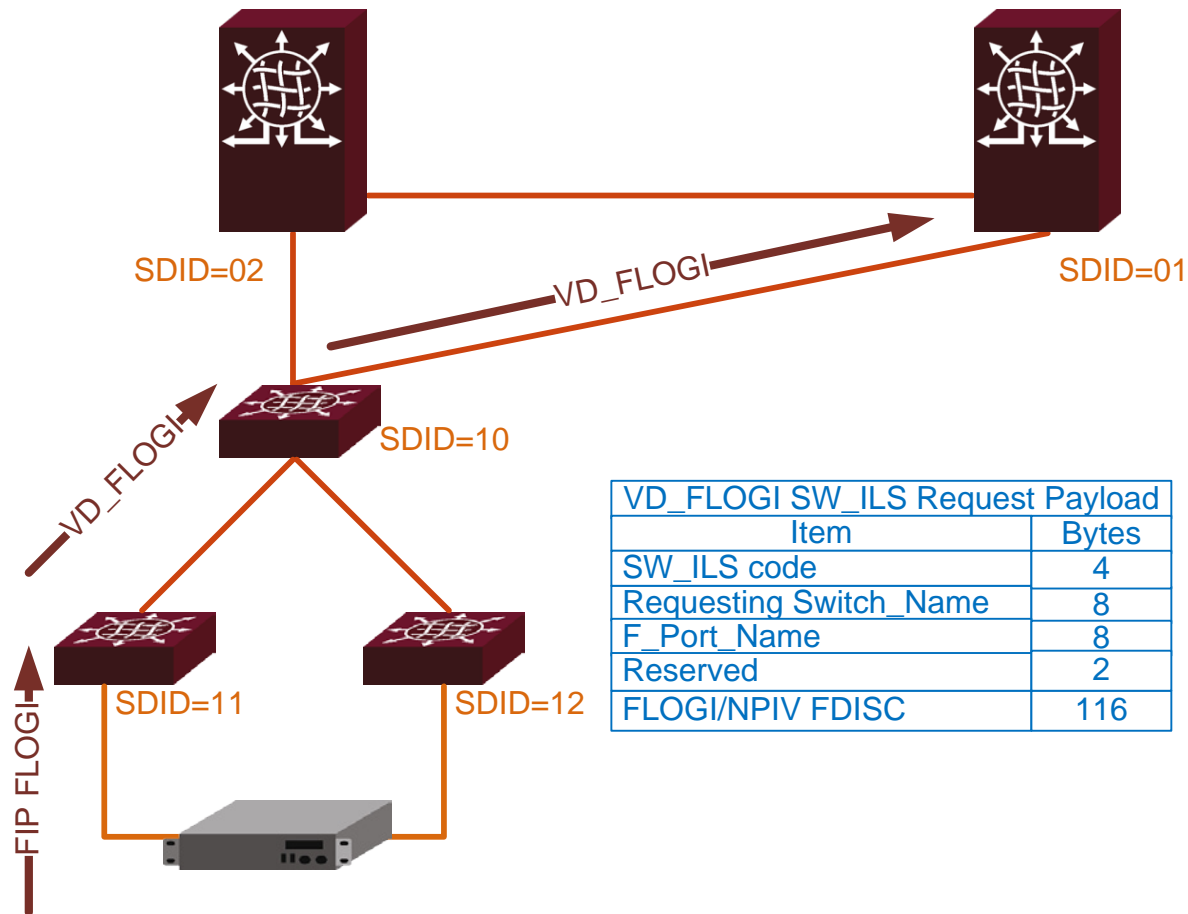 SDID=02
SDID=01
VD_FLOGI
SDID=10
VD_FLOGI
SDID=11
SDID=12
FIP FLOGI
VD_FLOGI SW_ILS Request Payload
Item Bytes
SW_ILS code 4
Requesting Switch_Name 8
F_Port_Name 8
Reserved 2
FLOGI/NPIV FDISC 116